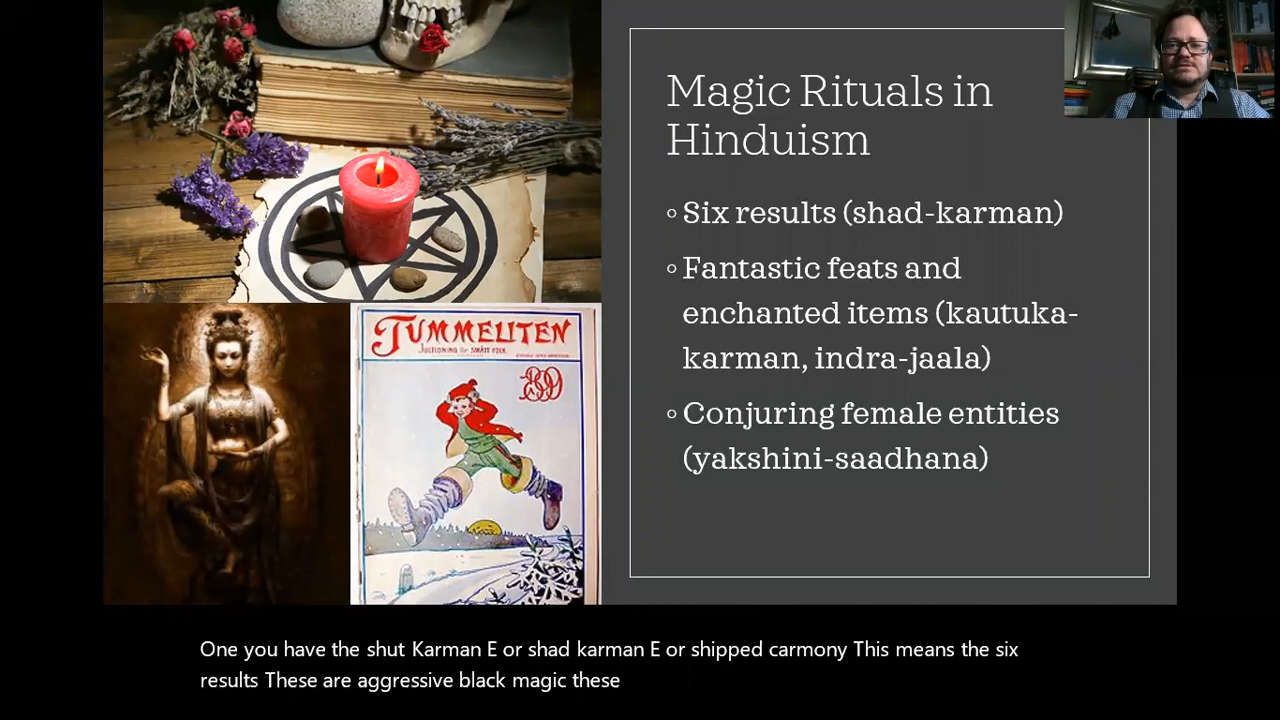 Magic Rituals in
Hinduism
◦Six results (shad-karman)
◦Fantastic feats and
enchanted items (kautuka-
karman, indra-jaala)
◦Conjuring female entities
(yakshini-saadhana)
TUMMELITEN
One you have the shut Karman E or shad karman E or shipped carmony This means the six
results These are aggressive black magic these